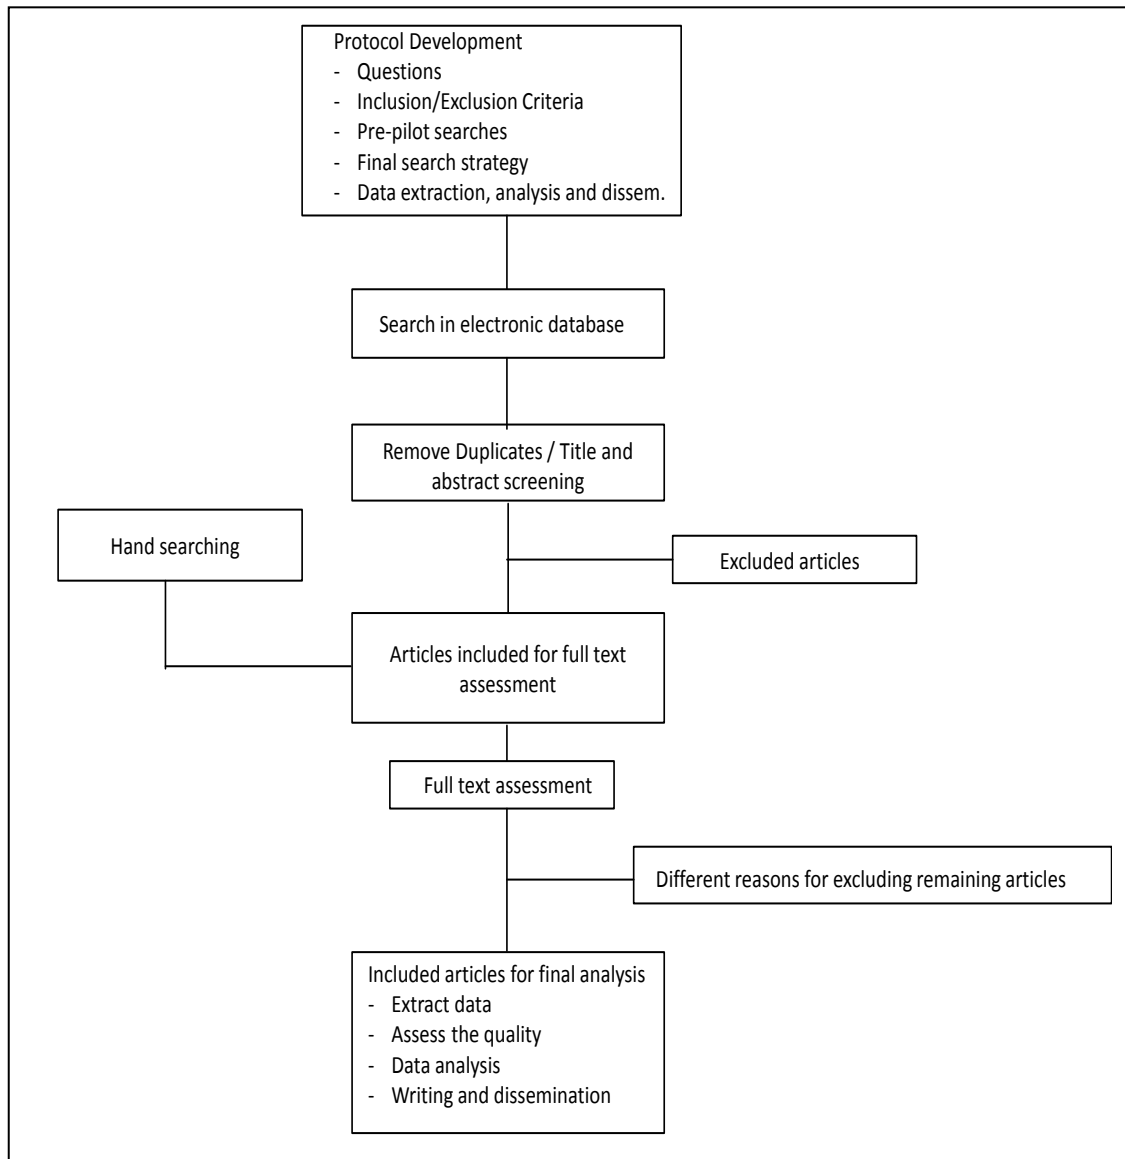 Protocol Development
- Questions
- Inclusion/Exclusion Criteria
- Pre-pilot searches
- Final search strategy
- Data extraction, analysis and dissem.
Search in electronic database
Remove Duplicates / Title and
abstract screening
Hand searching
Excluded articles
Articles included for full text
assessment
Full text assessment
Different reasons for excluding remaining articles
Included articles for final analysis
- Extract data
- Assess the quality
- Data analysis
- Writing and dissemination